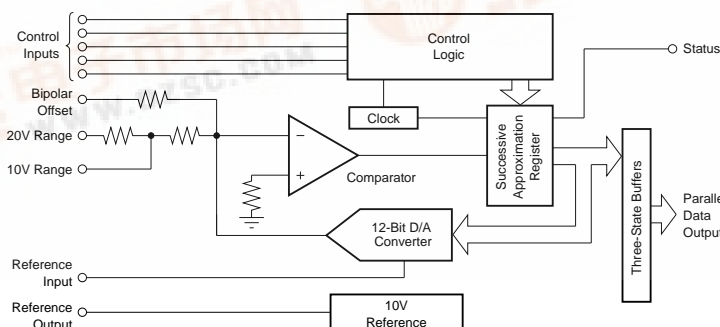 Control
Inputs
Control
Logic
Status
Bipolar
Offset
Clock
Successive
Approximation
Register
20V Range
10V Range
–
+
Comparator
Three-State Buffers
Parallel
Data
Output
12-Bit D/A
Converter
Reference
Input
Reference
Output
10V
Reference